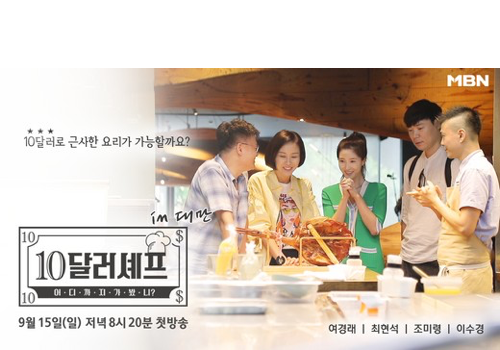 MBN
★★★
10달러로 근사한 요리가 가능할까요?
in 대만
10 $
10달러셰프
어·디·까·지·가·봤·니?
10 $
9월 15일(일) 저녁 8시 20분 첫방송
여경래 | 최현석 | 조미령 | 이수경